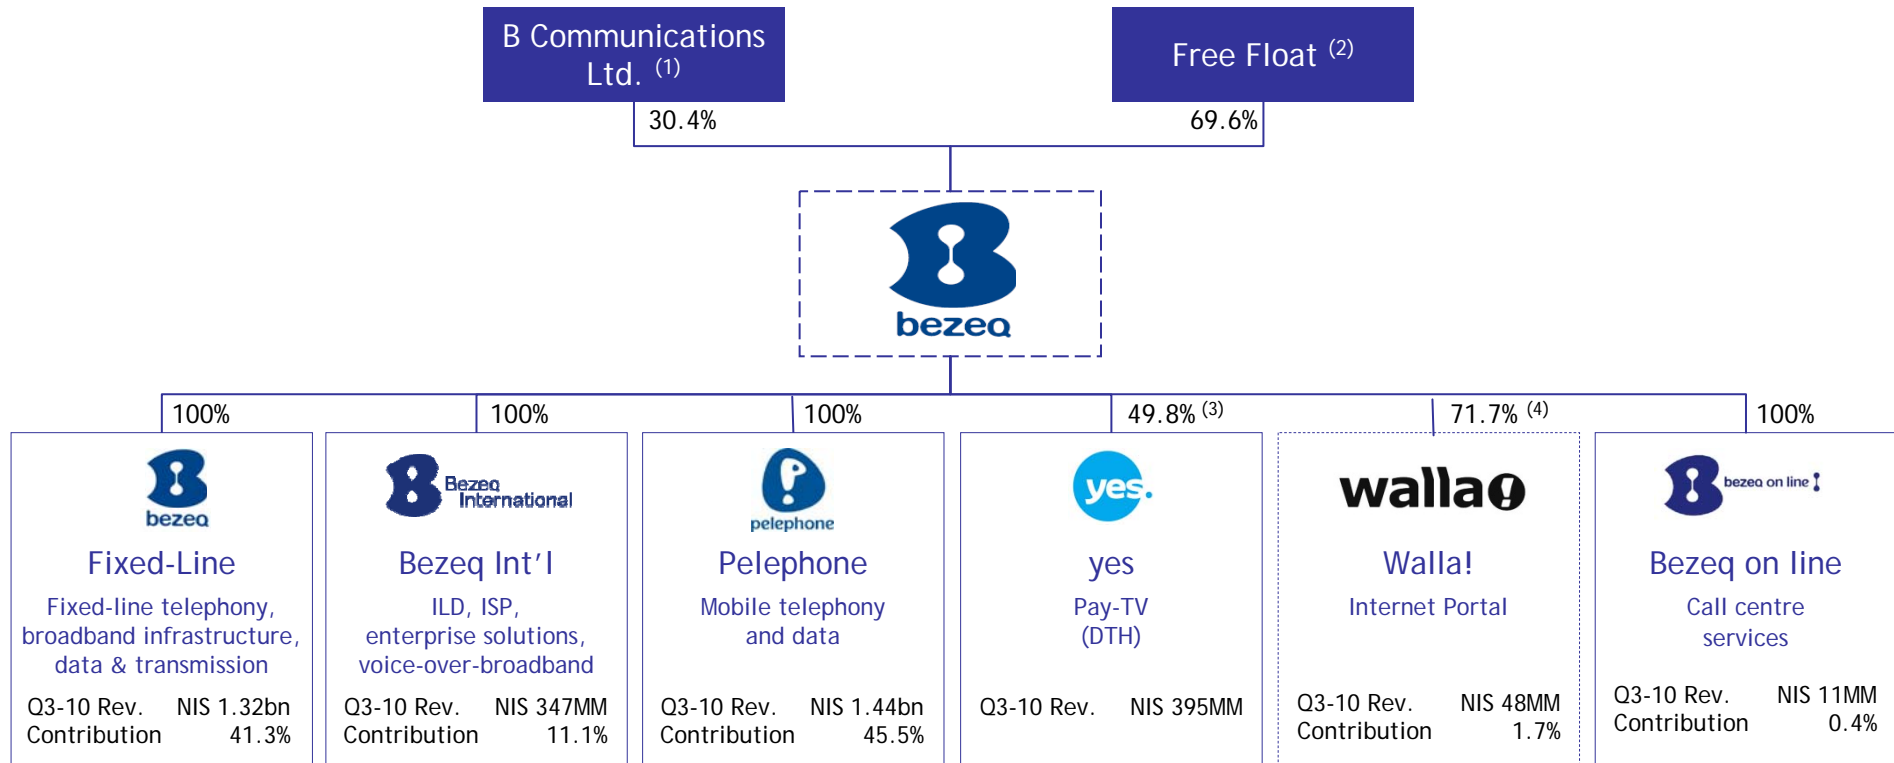 B Communications
Ltd. (1)
Free Float (2)
30.4%
69.6%
bezeq
100%
100%
100%
49.8% (3)
71.7% (4)
100%
bezeq
Fixed-Line
Fixed-line telephony,
broadband infrastructure,
data & transmission
Q3-10 Rev. NIS 1.32bn
Contribution 41.3%
Bezeq
International
Bezeq Int'l
ILD, ISP,
enterprise solutions,
voice-over-broadband
Q3-10 Rev. NIS 347MM
Contribution 11.1%
pelephone
Pelephone
Mobile telephony
and data
Q3-10 Rev. NIS 1.44bn
Contribution 45.5%
yes.
yes
Pay-TV
(DTH)
Q3-10 Rev. NIS 395MM
walla!
Walla!
Internet Portal
Q3-10 Rev. NIS 48MM
Contribution 1.7%
bezeq on line
Bezeq on line
Call centre
services
Q3-10 Rev. NIS 11MM
Contribution 0.4%